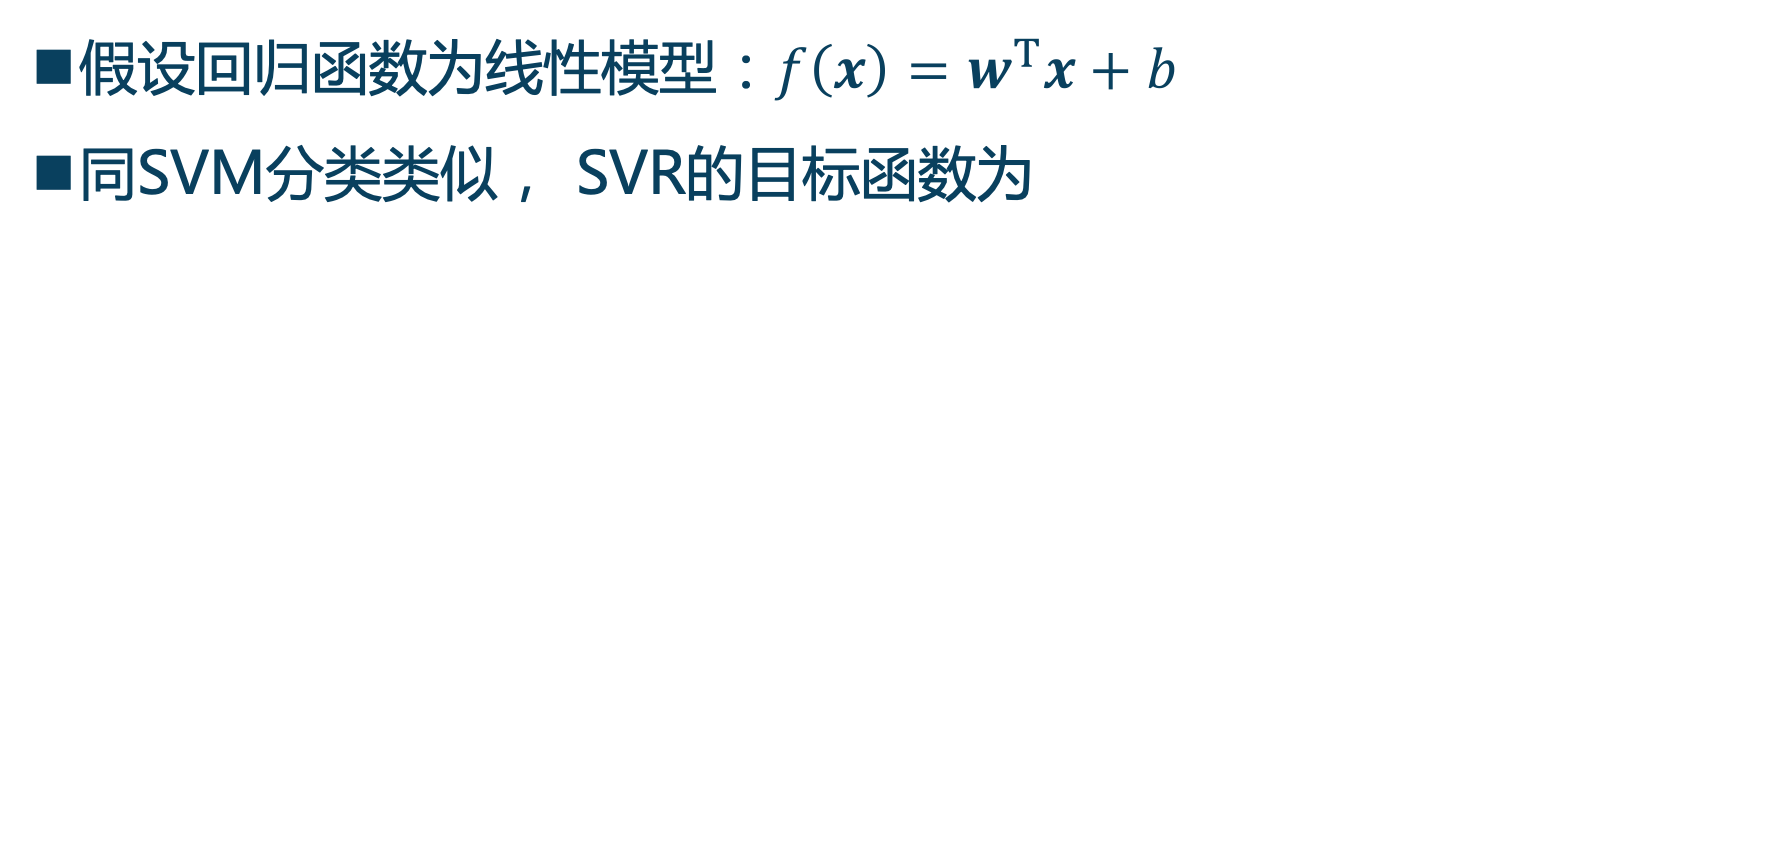 ■假设回归函数为线性模型：f(x) = wᵀx + b
■同SVM分类类似， SVR的目标函数为